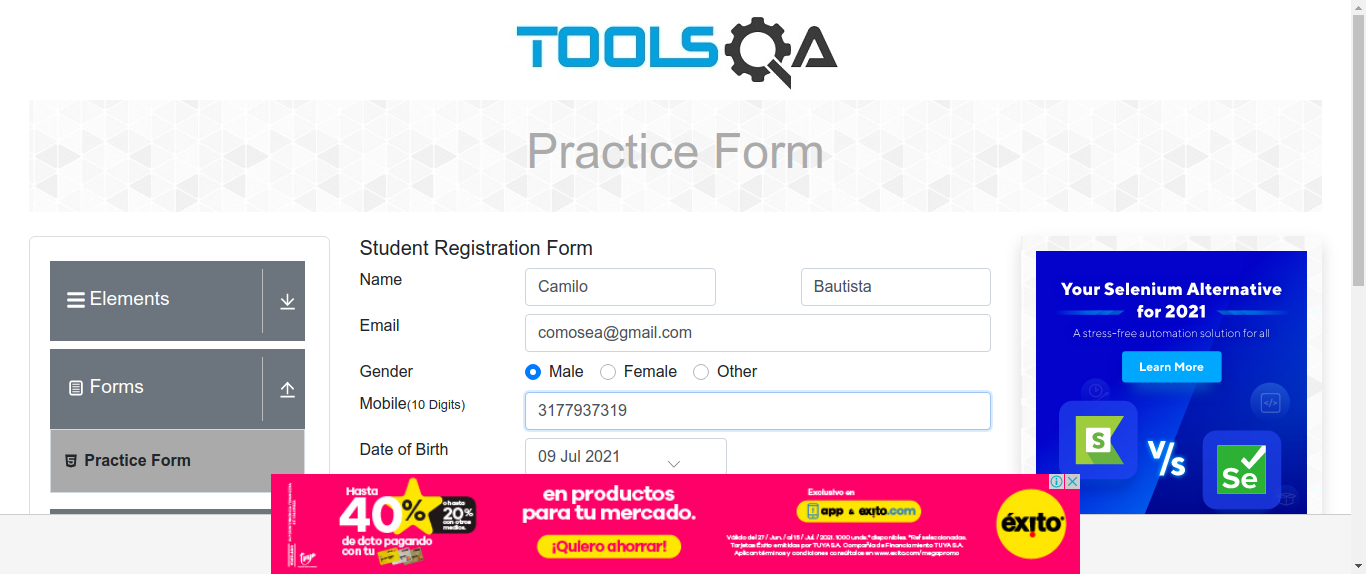 TOOLSQA
Practice Form
Elements
Forms
Practice Form
Student Registration Form
Name
Camilo
Bautista
Email
comosea@gmail.com
Gender
Male
Female
Other
Mobile(10 Digits)
3177937319
Date of Birth
09 Jul 2021
Your Selenium Alternative
for 2021
A stress-free automation solution for all
Learn More
S
V/s
Se
Hasta
40%
o hasta
20%
con otros
medios.
de dcto pagando
con tu
en productos
para tu mercado.
¡Quiero ahorrar!
Exclusivo en
app & exito.com
Válido del 27 / Jun. / al 15 / Jul. / 2021. 1000 unds.* disponibles. *Ref seleccionadas.
Tarjetas Éxito emitidas por TUYA S.A. Compañía de Financiamiento TUYA S.A.
Aplican términos y condiciones consúltalos en www.exito.com/megapromo
éxito